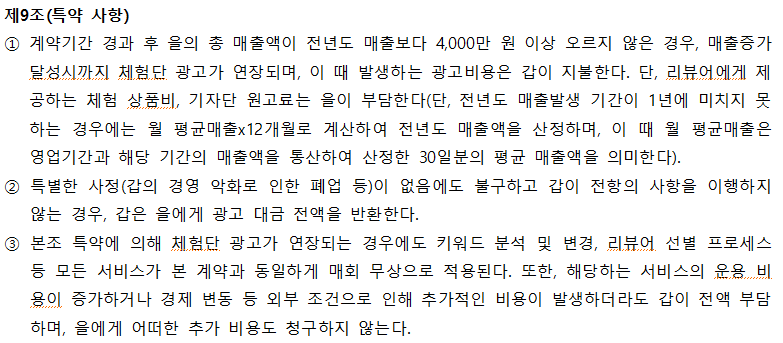 제9조(특약 사항)
① 계약기간 경과 후 을의 총 매출액이 전년도 매출보다 4,000만 원 이상 오르지 않은 경우, 매출증가
달성시까지 체험단 광고가 연장되며, 이 때 발생하는 광고비용은 갑이 지불한다. 단, 리뷰어에게 제
공하는 체험 상품비, 기자단 원고료는 을이 부담한다(단, 전년도 매출발생 기간이 1년에 미치지 못
하는 경우에는 월 평균매출x12개월로 계산하여 전년도 매출액을 산정하며, 이 때 월 평균매출은
영업기간과 해당 기간의 매출액을 통산하여 산정한 30일분의 평균 매출액을 의미한다).
② 특별한 사정(갑의 경영 악화로 인한 폐업 등)이 없음에도 불구하고 갑이 전항의 사항을 이행하지
않는 경우, 갑은 을에게 광고 대금 전액을 반환한다.
③ 본조 특약에 의해 체험단 광고가 연장되는 경우에도 키워드 분석 및 변경, 리뷰어 선별 프로세스
등 모든 서비스가 본 계약과 동일하게 매회 무상으로 적용된다. 또한, 해당하는 서비스의 운용 비
용이 증가하거나 경제 변동 등 외부 조건으로 인해 추가적인 비용이 발생하더라도 갑이 전액 부담
하며, 을에게 어떠한 추가 비용도 청구하지 않는다.